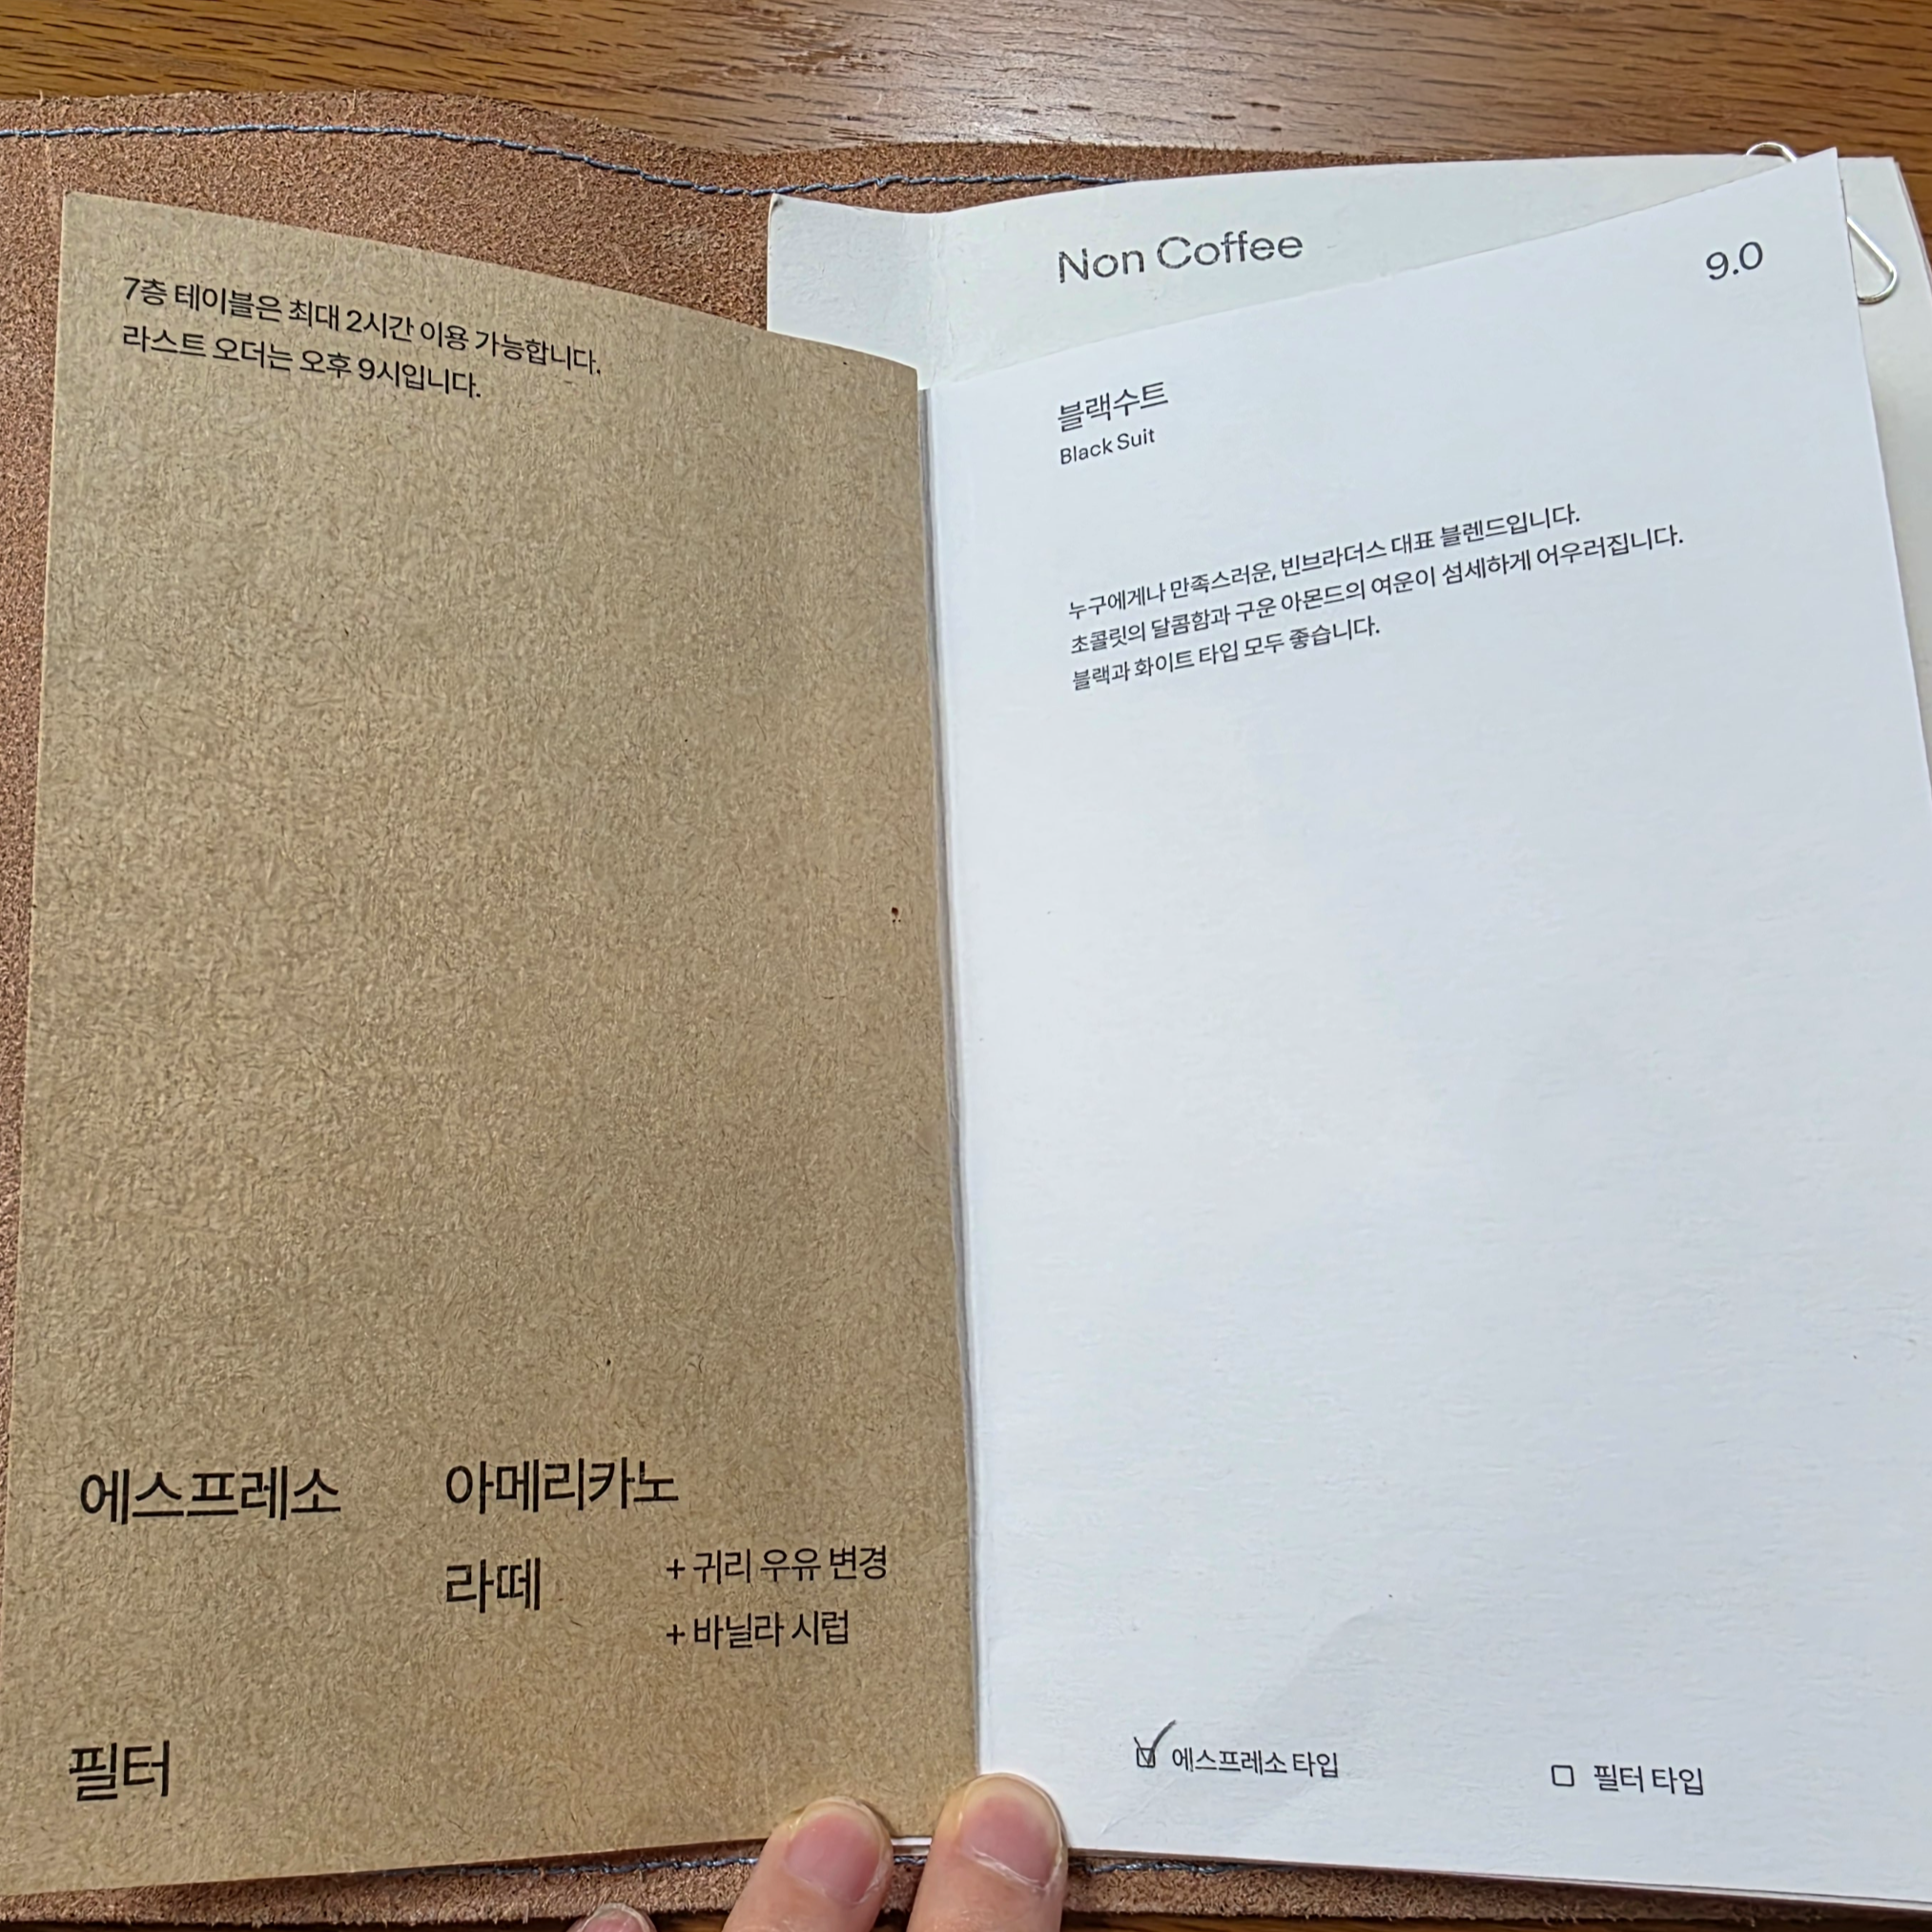 7층 테이블은 최대 2시간 이용 가능합니다.
라스트 오더는 오후 9시입니다.
에스프레소
아메리카노
라떼
+ 귀리 우유 변경
+ 바닐라 시럽
필터
Non Coffee
9.0
블랙수트
Black Suit
누구에게나 만족스러운, 빈브라더스 대표 블렌드입니다.
초콜릿의 달콤함과 구운 아몬드의 여운이 섬세하게 어우러집니다.
블랙과 화이트 타입 모두 좋습니다.
에스프레소 타입
필터 타입